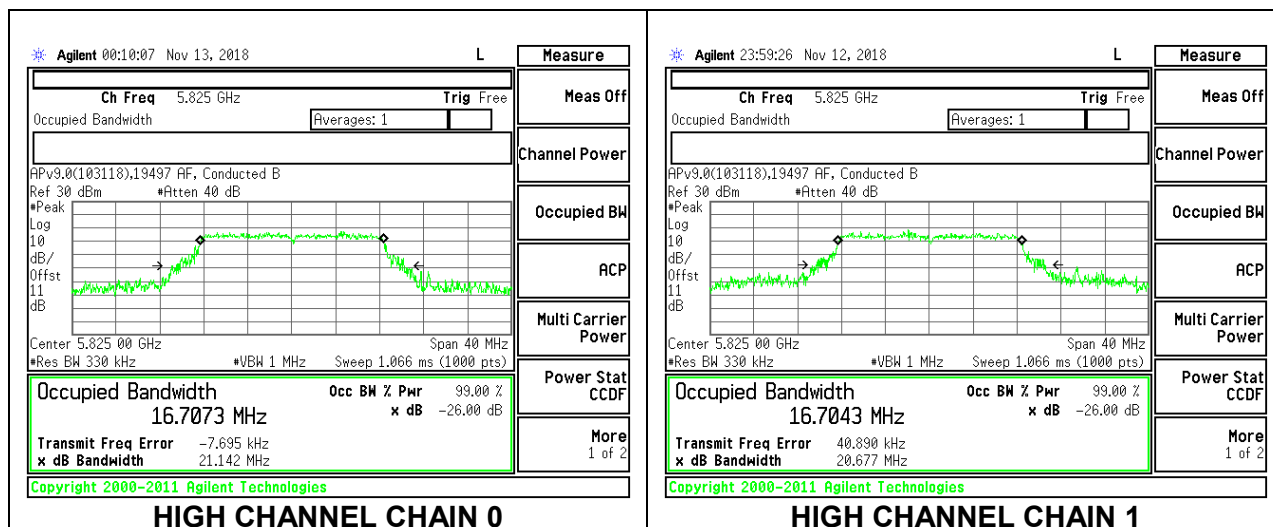 Agilent 00:10:07 Nov 13, 2018 L
Measure
Ch Freq 5.825 GHz Trig Free
Meas Off
Occupied Bandwidth Averages: 1
Channel Power
APv9.0(103118),19497 AF, Conducted B
Ref 30 dBm #Atten 40 dB
#Peak
Log
10
dB/
Offst
11
dB
Occupied BW
ACP
Multi Carrier
Power
Center 5.825 00 GHz Span 40 MHz
#Res BW 330 kHz #VBW 1 MHz Sweep 1.066 ms (1000 pts)
Power Stat
CCDF
Occupied Bandwidth Occ BW % Pwr 99.00 %
16.7073 MHz x dB -26.00 dB
Transmit Freq Error -7.695 kHz
x dB Bandwidth 21.142 MHz
More
1 of 2
Copyright 2000-2011 Agilent Technologies
HIGH CHANNEL CHAIN 0
Agilent 23:59:26 Nov 12, 2018 L
Measure
Ch Freq 5.825 GHz Trig Free
Meas Off
Occupied Bandwidth Averages: 1
Channel Power
APv9.0(103118),19497 AF, Conducted B
Ref 30 dBm #Atten 40 dB
#Peak
Log
10
dB/
Offst
11
dB
Occupied BW
ACP
Multi Carrier
Power
Center 5.825 00 GHz Span 40 MHz
#Res BW 330 kHz #VBW 1 MHz Sweep 1.066 ms (1000 pts)
Power Stat
CCDF
Occupied Bandwidth Occ BW % Pwr 99.00 %
16.7043 MHz x dB -26.00 dB
Transmit Freq Error 40.890 kHz
x dB Bandwidth 20.677 MHz
More
1 of 2
Copyright 2000-2011 Agilent Technologies
HIGH CHANNEL CHAIN 1